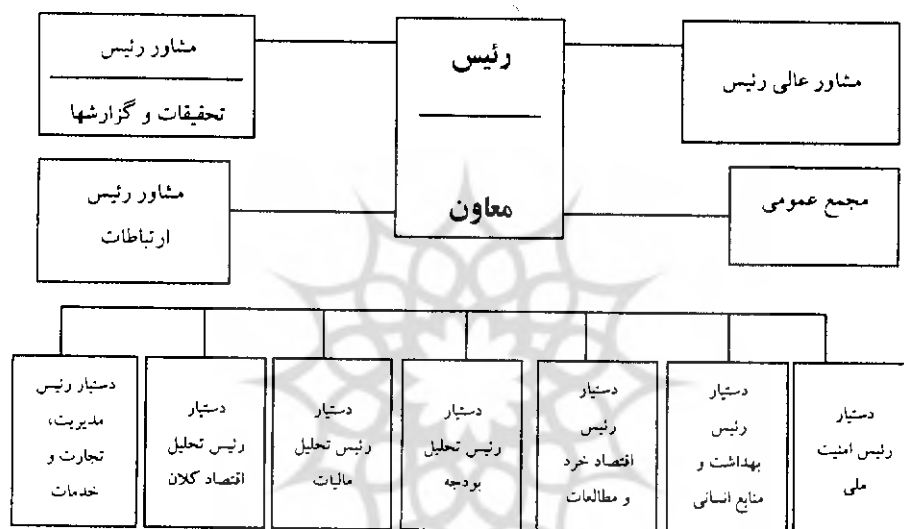 مشاور عالی رئیس
رئیس
معاون
مشاور رئیس
تحقیقات و گزارشها
مجمع عمومی
مشاور رئیس
ارتباطات
دستیار
رئیس امنیت
ملی
دستیار
رئیس
بهداشت و
منابع انسانی
دستیار
رئیس
اقتصاد خرد
و مطالعات
دستیار
رئیس تحلیل
بودجه
دستیار
رئیس تحلیل
مالیات
دستیار
رئیس تحلیل
اقتصاد کلان
دستیار رئیس
مدیریت،
تجارت و
خدمات